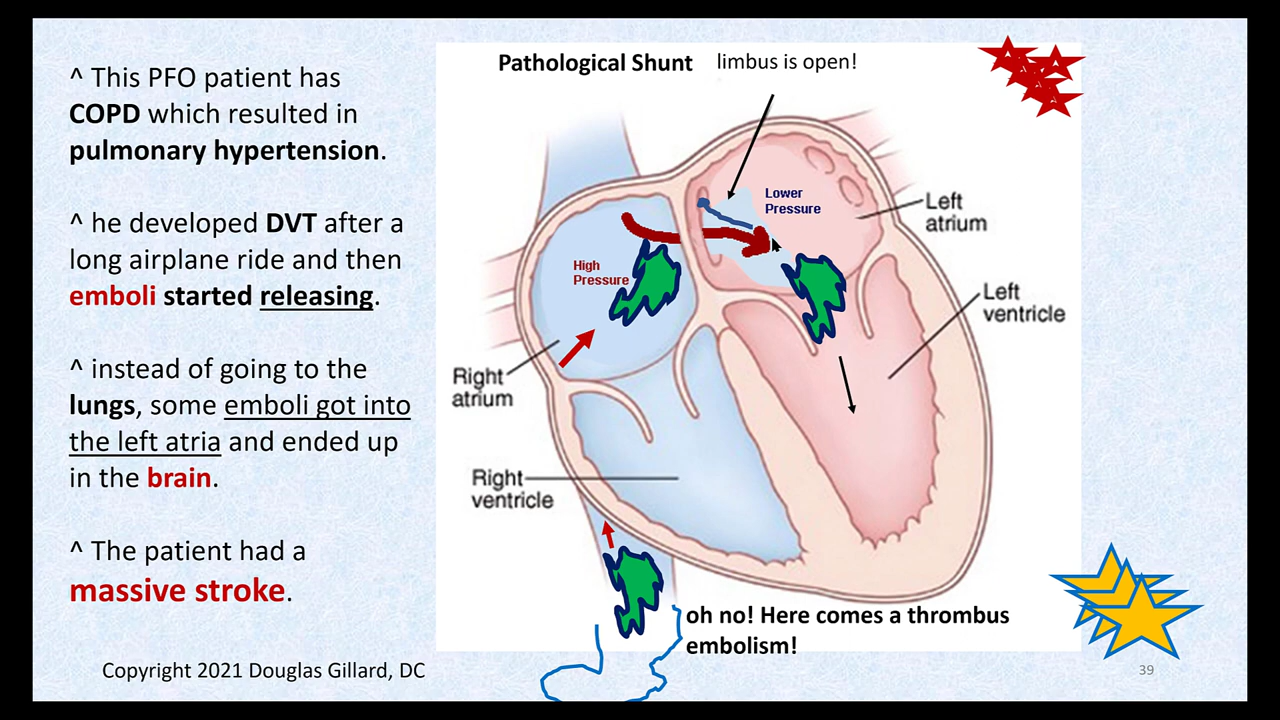 ^ This PFO patient has
COPD which resulted in
pulmonary hypertension.
^ he developed DVT after a
long airplane ride and then
emboli started releasing.
^ instead of going to the
lungs, some emboli got into
the left atria and ended up
in the brain.
^ The patient had a
massive stroke.
Copyright 2021 Douglas Gillard, DC
Pathological Shunt limbus is open!
Lower
Pressure
Left
atrium
High
Pressure
Left
ventricle
Right
atrium
Right
ventricle
oh no! Here comes a thrombus
embolism!
39